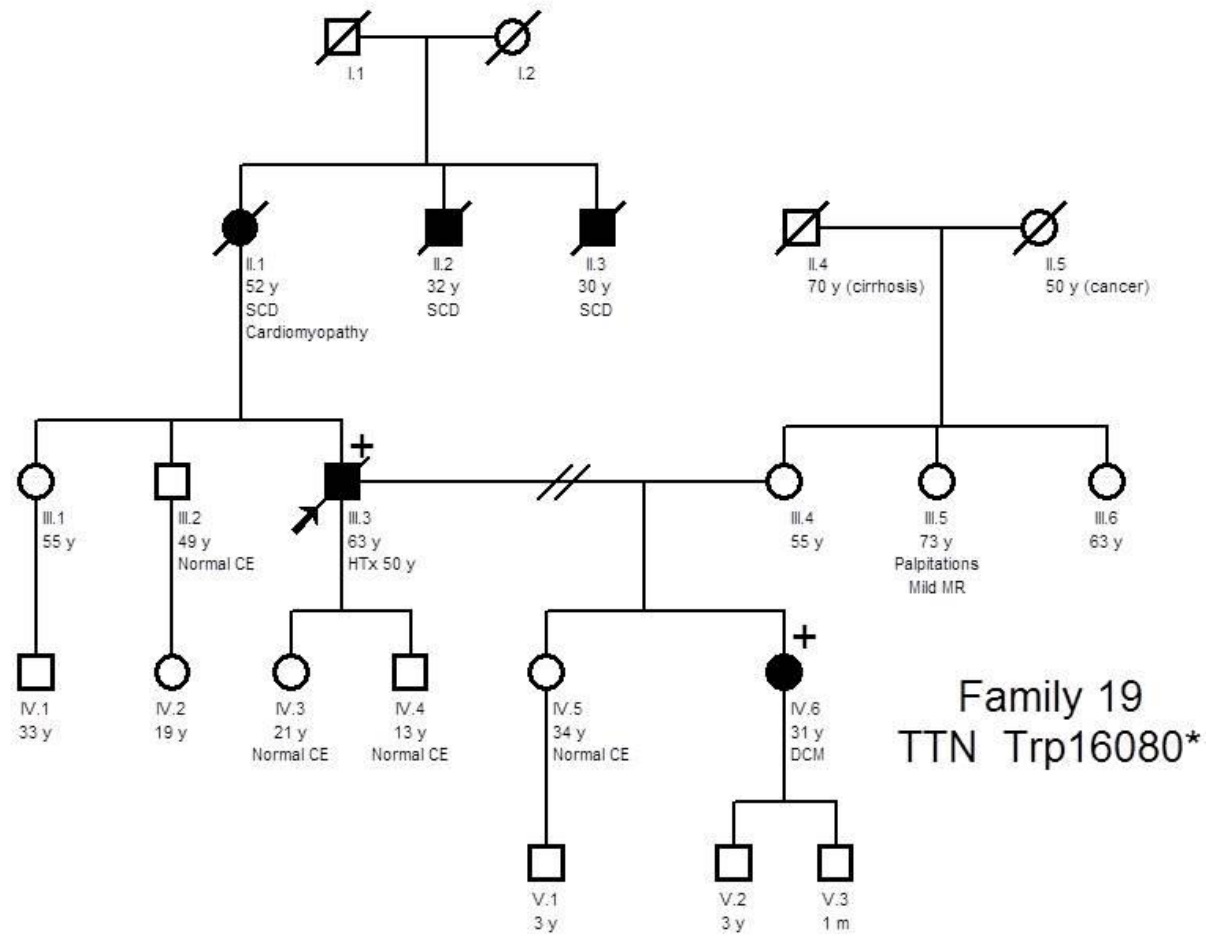 I.1
I.2
II.1
52 y
SCD
Cardiomyopathy
II.2
32 y
SCD
II.3
30 y
SCD
II.4
70 y (cirrhosis)
II.5
50 y (cancer)
+
III.1
55 y
III.2
49 y
Normal CE
III.3
63 y
HTx 50 y
III.4
55 y
III.5
73 y
Palpitations
Mild MR
III.6
63 y
+
IV.1
33 y
IV.2
19 y
IV.3
21 y
Normal CE
IV.4
13 y
Normal CE
IV.5
34 y
Normal CE
IV.6
31 y
DCM
Family 19
TTN Trp16080*
V.1
3 y
V.2
3 y
V.3
1 m